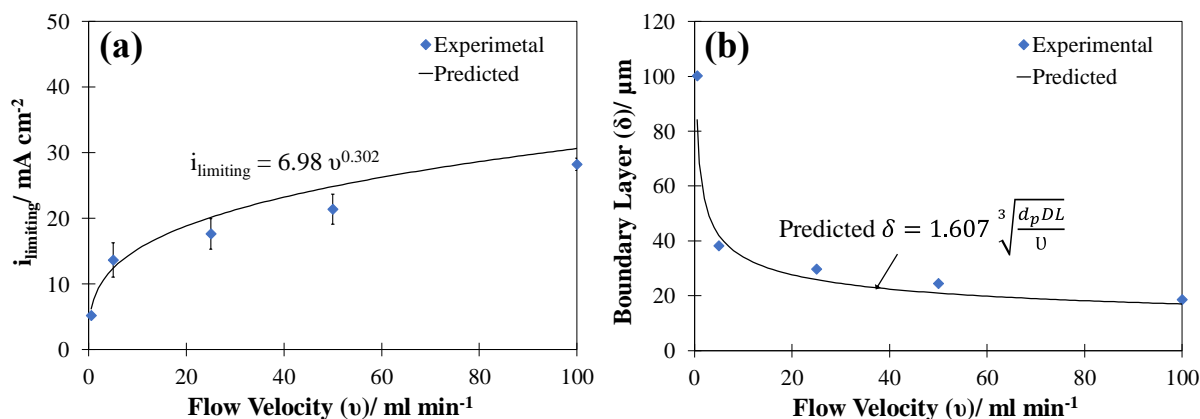 (a)
Experimetal
Predicted
i_limiting = 6.98 υ^0.302
i_limiting/ mA cm^-2
50
40
30
20
10
0
0 20 40 60 80 100
Flow Velocity (υ)/ ml min^-1
(b)
Experimental
Predicted
Predicted δ = 1.607 ∛(d_pDL/υ)
Boundary Layer (δ)/ μm
120
100
80
60
40
20
0
0 20 40 60 80 100
Flow Velocity (υ)/ ml min^-1